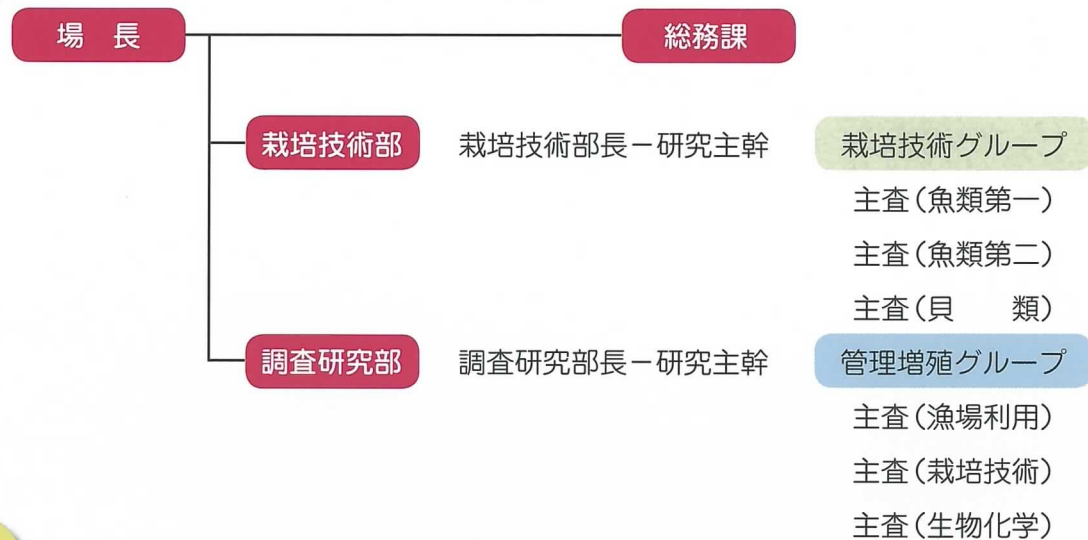 場　長　総務課
栽培技術部　栽培技術部長－研究主幹　栽培技術グループ
主査（魚類第一）
主査（魚類第二）
主査（貝　　類）
調査研究部　調査研究部長－研究主幹　管理増殖グループ
主査（漁場利用）
主査（栽培技術）
主査（生物化学）